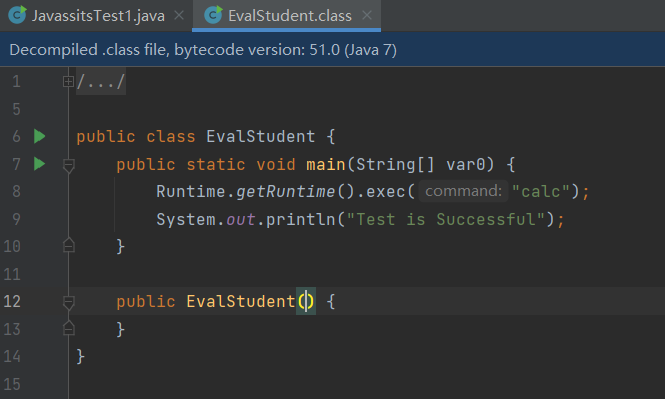 JavassitsTest1.java EvalStudent.class
Decompiled .class file, bytecode version: 51.0 (Java 7)
1 /.../
5
6 public class EvalStudent {
7 public static void main(String[] var0) {
8 Runtime.getRuntime().exec( command: "calc");
9 System.out.println("Test is Successful");
10 }
11
12 public EvalStudent() {
13 }
14 }
15